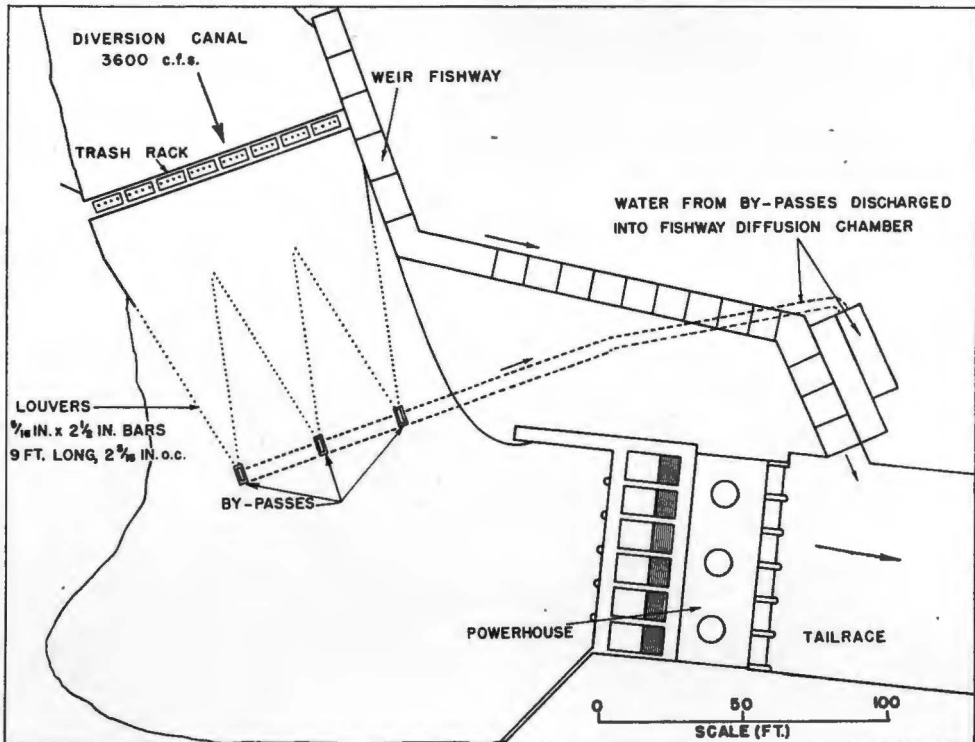 DIVERSION CANAL
3600 c.f.s.
WEIR FISHWAY
TRASH RACK
WATER FROM BY-PASSES DISCHARGED
INTO FISHWAY DIFFUSION CHAMBER
LOUVERS
5/16 IN. x 2 1/2 IN. BARS
9 FT. LONG, 2 5/16 IN. o.c.
BY-PASSES
POWERHOUSE
TAILRACE
0 50 100
SCALE (FT.)